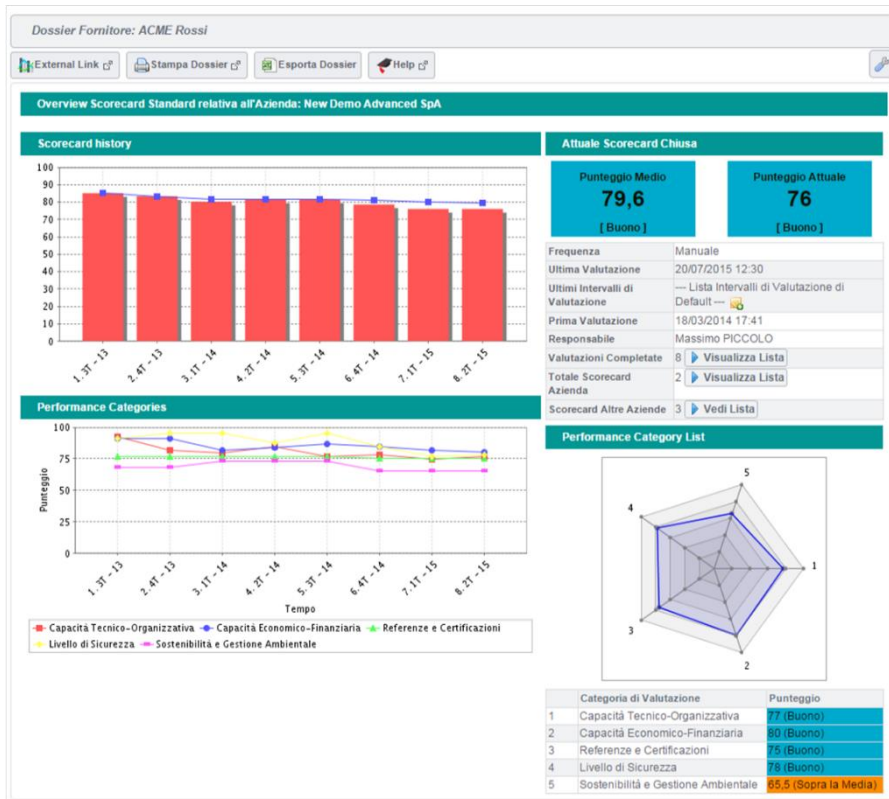 Dossier Fornitore: ACME Rossi
External Link
Stampa Dossier
Esporta Dossier
Help
Overview Scorecard Standard relativa all'Azienda: New Demo Advanced SpA
Scorecard history
100
90
80
70
60
50
40
30
20
10
0
1.3T-13
2.4T-13
3.1T-14
4.2T-14
5.3T-14
6.4T-14
7.1T-15
8.2T-15
Performance Categories
Punteggio
100
75
50
25
0
1.3T-13
2.4T-13
3.1T-14
4.2T-14
5.3T-14
6.4T-14
7.1T-15
8.2T-15
Tempo
Capacità Tecnico-Organizzativa Capacità Economico-Finanziaria Referenze e Certificazioni
Livello di Sicurezza Sostenibilità e Gestione Ambientale
Attuale Scorecard Chiusa
Punteggio Medio
79,6
[ Buono ]
Punteggio Attuale
76
[ Buono ]
Frequenza Manuale
Ultima Valutazione 20/07/2015 12:30
Ultimi Intervalli di --- Lista Intervalli di Valutazione di
Valutazione Default ---
Prima Valutazione 18/03/2014 17:41
Responsabile Massimo PICCOLO
Valutazioni Completate 8 Visualizza Lista
Totale Scorecard 2 Visualizza Lista
Azienda
Scorecard Altre Aziende 3 Vedi Lista
Performance Category List
5
4
1
3
2
Categoria di Valutazione Punteggio
1 Capacità Tecnico-Organizzativa 77 (Buono)
2 Capacità Economico-Finanziaria 80 (Buono)
3 Referenze e Certificazioni 75 (Buono)
4 Livello di Sicurezza 78 (Buono)
5 Sostenibilità e Gestione Ambientale 65,5 (Sopra la Media)